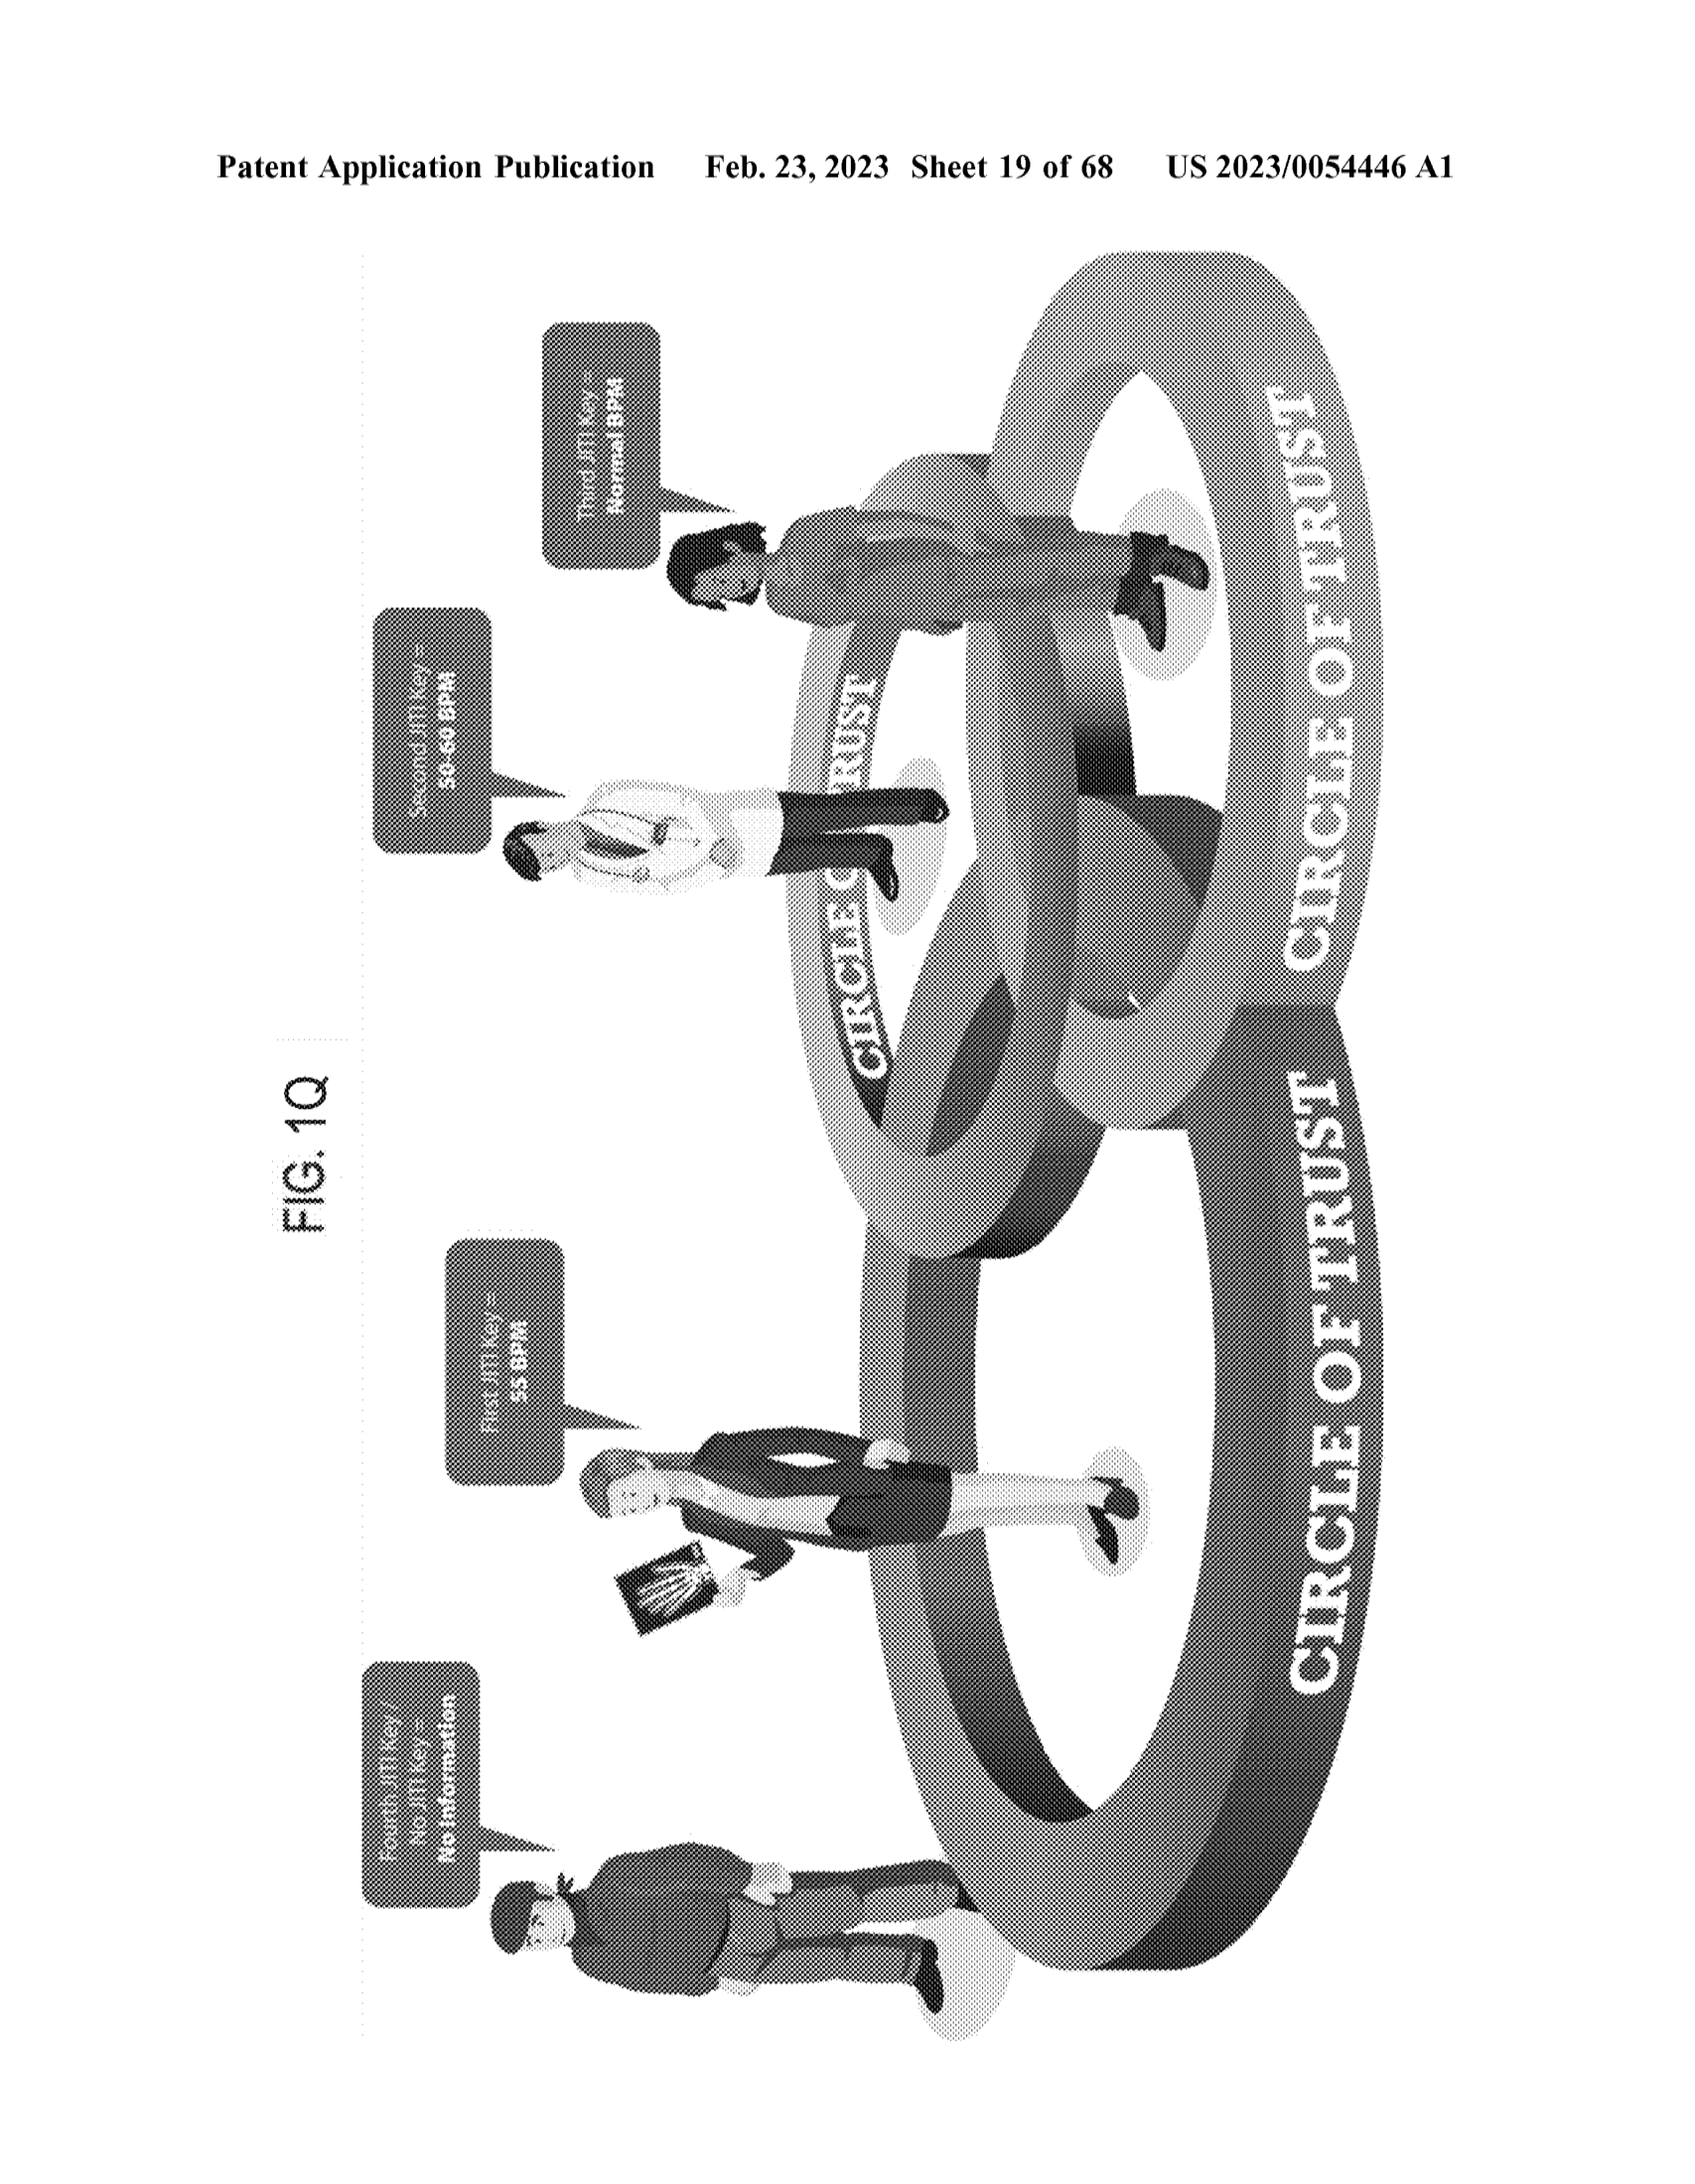 Patent Application Publication Feb. 23, 2023 Sheet 19 of 68 US 2023/0054446 A1
FIG. 1Q
Fourth JITI Key /
No JITI Key =
No Information
First JITI Key =
55 BPM
Second JITI Key =
50-60 BPM
Third JITI Key =
Normal BPM
CIRCLE O TRUST
CIRCLE OF TRUST
CIRCLE OF TRUST